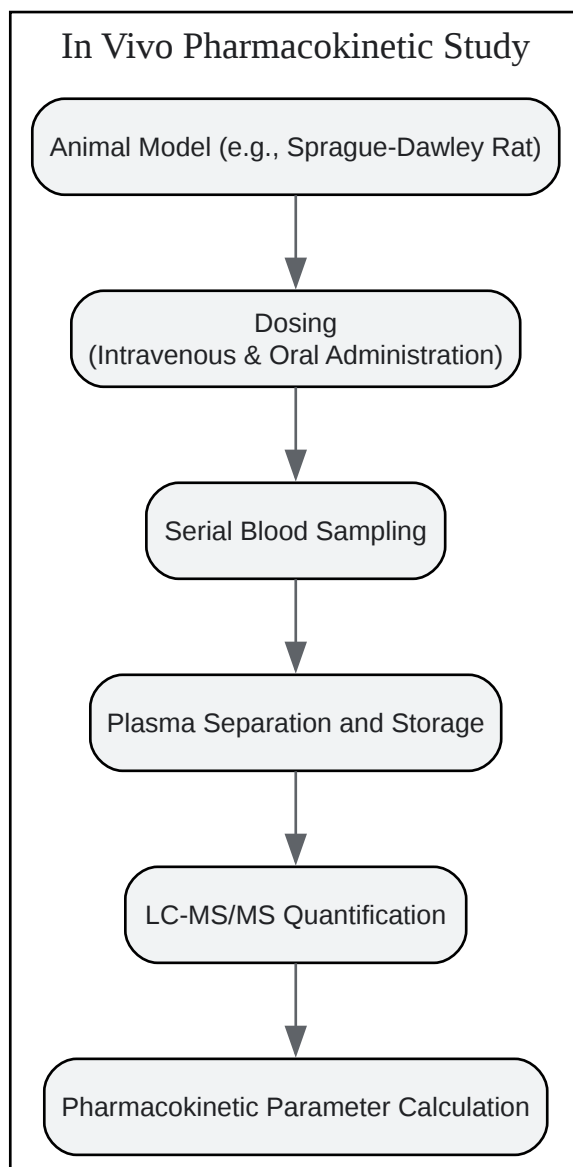 In Vivo Pharmacokinetic Study
Animal Model (e.g., Sprague-Dawley Rat)
Dosing
(Intravenous & Oral Administration)
Serial Blood Sampling
Plasma Separation and Storage
LC-MS/MS Quantification
Pharmacokinetic Parameter Calculation